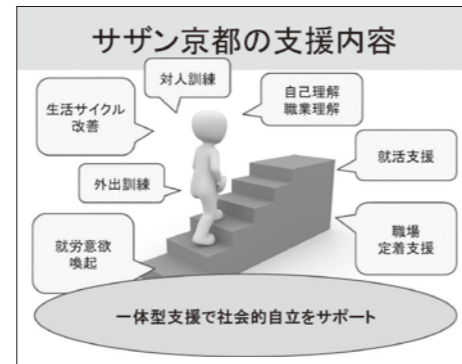 サザン京都の支援内容
対人訓練
自己理解
職業理解
生活サイクル
改善
外出訓練
就活支援
就労意欲
喚起
職場
定着支援
一体型支援で社会的自立をサポート